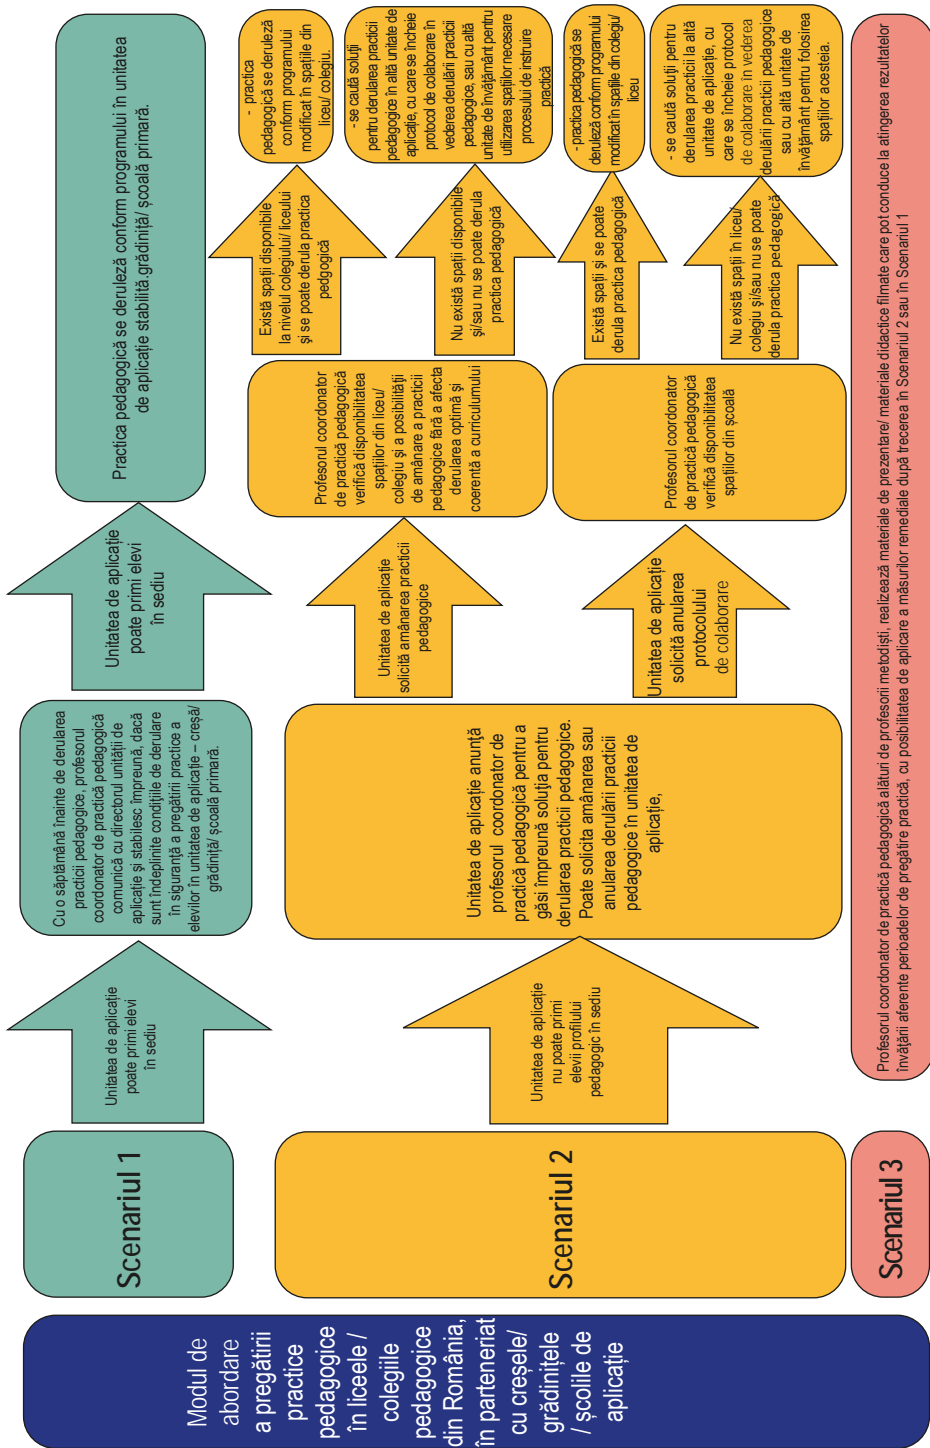 Modul de
abordare
a pregătirii
practice
pedagogice
în liceele /
colegiile
pedagogice
din România,
în parteneriat
cu creșele/
grădinițele
/ școlile de
aplicație
Scenariul 1
Unitatea de aplicație
poate primi elevi
în sediu
Cu o săptămână înainte de derularea
practicii pedagogice, profesorul
coordonator de practică pedagogică
comunică cu directorul unității de
aplicație și stabilesc împreună, dacă
sunt îndeplinite condițiile de derulare
în siguranță a pregătirii practice a
elevilor în unitatea de aplicație – creșă/
grădiniță/ școală primară.
Unitatea de aplicație
poate primi elevi
în sediu
Practica pedagogică se derulează conform programului în unitatea
de aplicație stabilită.grădiniță/ școală primară.
Scenariul 2
Unitatea de aplicație
nu poate primi
elevii profilului
pedagogic în sediu
Unitatea de aplicație anunță
profesorul coordonator de
practică pedagogică pentru a
găsi împreună soluția pentru
derularea practicii pedagogice.
Poate solicita amânarea sau
anularea derulării practicii
pedagogice în unitatea de
aplicație,
Unitatea de aplicație
solicită amânarea practicii
pedagogice
Profesorul coordonator
de practică pedagogică
verifică disponibilitatea
spațiilor din liceu/
colegiu și a posibilității
de amânare a practicii
pedagogice fără a afecta
derularea optimă și
coerentă a curriculumului
Există spații disponibile
la nivelul colegiului/ liceului
și se poate derula practica
pedgogică
- practica
pedagogică se derulează
conform programului
modificat în spațiile din
liceu/ colegiu.
Nu există spații disponibile
și/sau nu se poate derula
practica pedagogică
-se caută soluții
pentru derularea practicii
pedagogice în altă unitate de
aplicație, cu care se încheie
protocol de colaborare în
vederea derulării practicii
pedagogice, sau cu altă
unitate de învățământ pentru
utilizarea spațiilor necesare
procesului de instruire
practică
Unitatea de aplicație
solicită anularea
protocolului
de colaborare
Profesorul coordonator
de practică pedagogică
verifică disponibilitatea
spațiilor din școală
Există spații și se poate
derula practica pedagogică
- practica pedagogică se
derulează conform programului
modificat în spațiile din colegiu/
liceu
Nu există spații în liceu/
colegiu și/sau nu se poate
derula practica pedagogică
- se caută soluții pentru
derularea practicii la altă
unitate de aplicație, cu
care se încheie protocol
de colaborare în vederea
derulării practicii pedagogice
sau cu altă unitate de
învățământ pentru folosirea
spațiilor acesteia.
Scenariul 3
Profesorul coordonator de practică pedagogică alături de profesorii metodiști, realizează materiale de prezentare/ materiale didactice filmate care pot conduce la atingerea rezultatelor
învățării aferente perioadelor de pregătire practică, cu posibilitatea de aplicare a măsurilor remediale după trecerea în Scenariul 2 sau în Scenariul 1